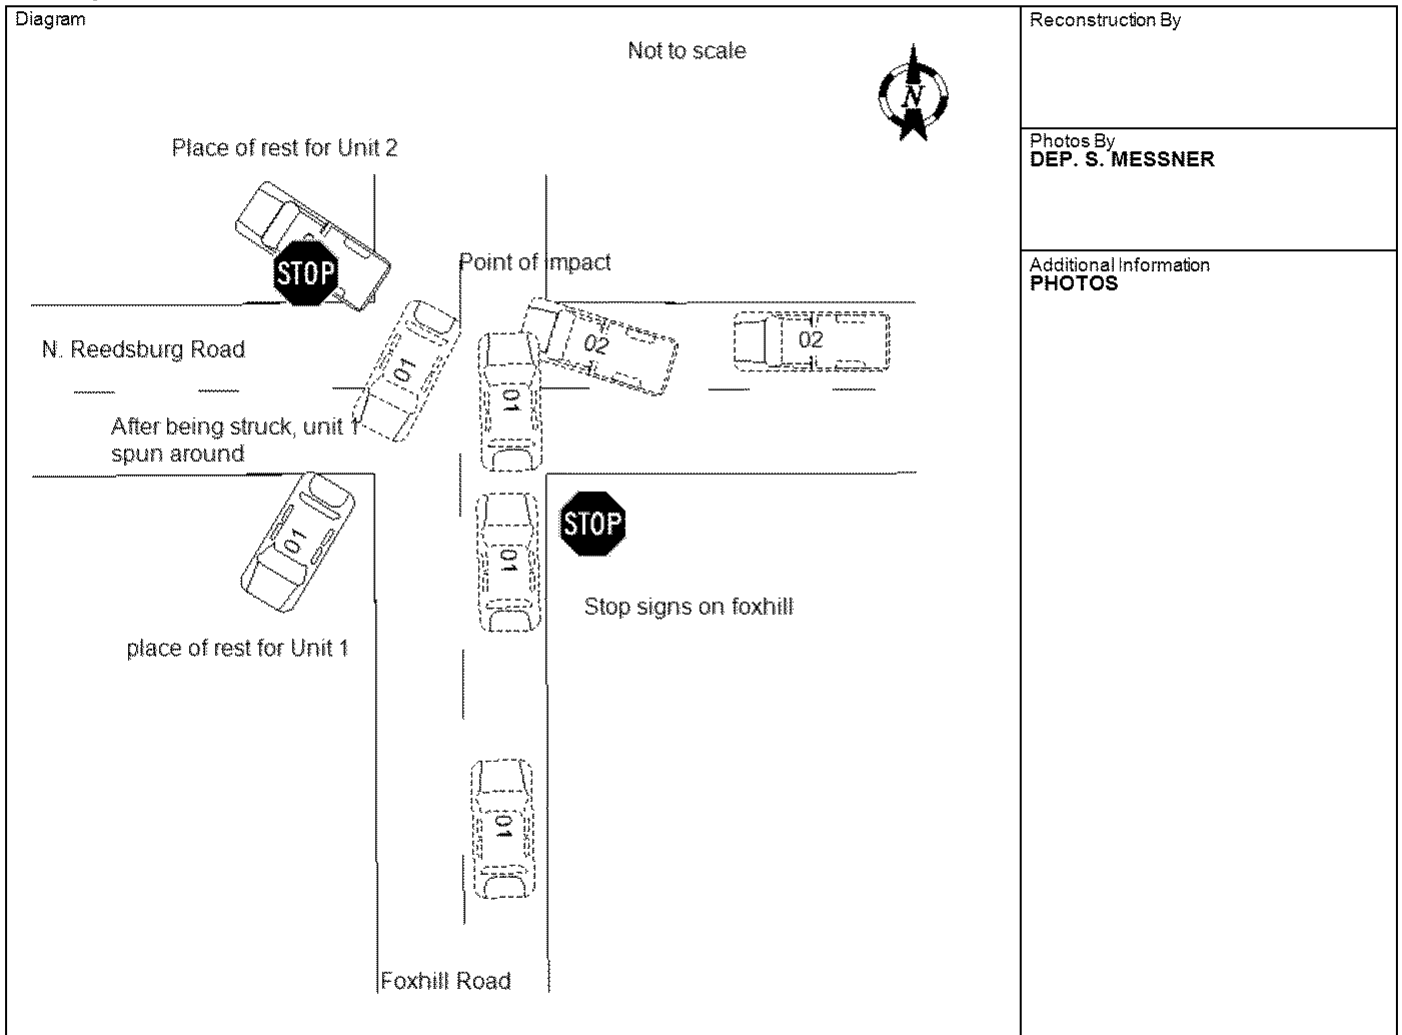 Diagram
Not to scale
N
Place of rest for Unit 2
STOP
Point of impact
02
02
01
N. Reedsburg Road
01
After being struck, unit 1
spun around
01
STOP
01
Stop signs on foxhill
place of rest for Unit 1
01
Foxhill Road
Reconstruction By
Photos By
DEP. S. MESSNER
Additional Information
PHOTOS